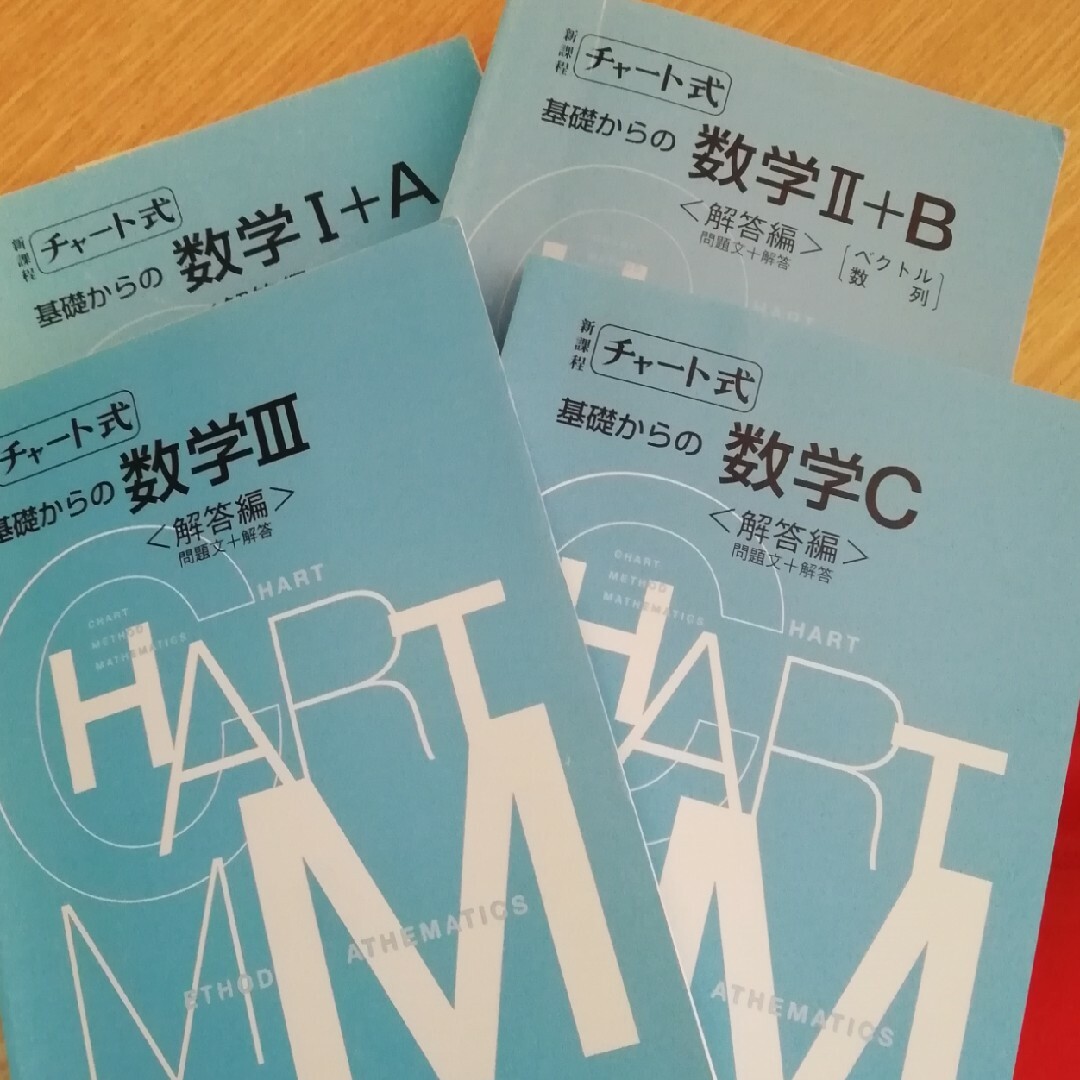 新課程
チャート式
基礎からの 数学I+A
新課程
チャート式
基礎からの 数学Ⅱ+B
<解答編>
問題文+解答
[ベクトル
数 列]
HART
チャート式
基礎からの 数学Ⅲ
<解答編>
問題文+解答
CHART
CHART
METHOD
MATHEMATICS
HART
M M
ETHOD
ATHEMATICS
新課程
チャート式
基礎からの 数学C
<解答編>
問題文+解答
CHART
CHART
METHOD
MATHEMATICS
HART
M
ATHEMATICS